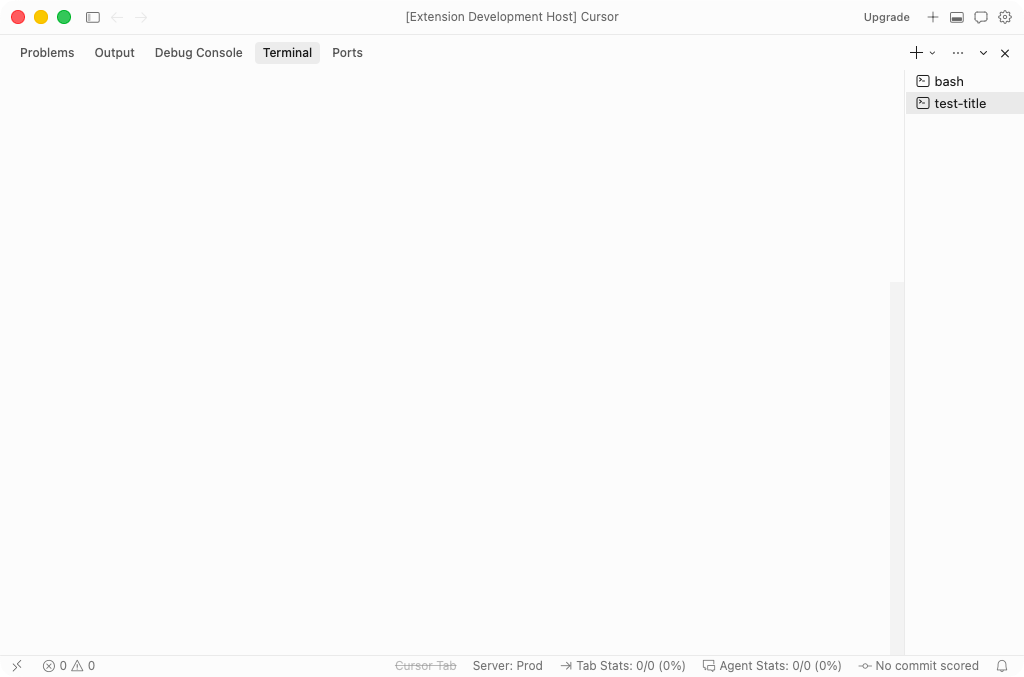 [Extension Development Host] Cursor
Upgrade
Problems Output Debug Console Terminal Ports
bash
test-title
0 0 Cursor Tab Server: Prod Tab Stats: 0/0 (0%) Agent Stats: 0/0 (0%) No commit scored